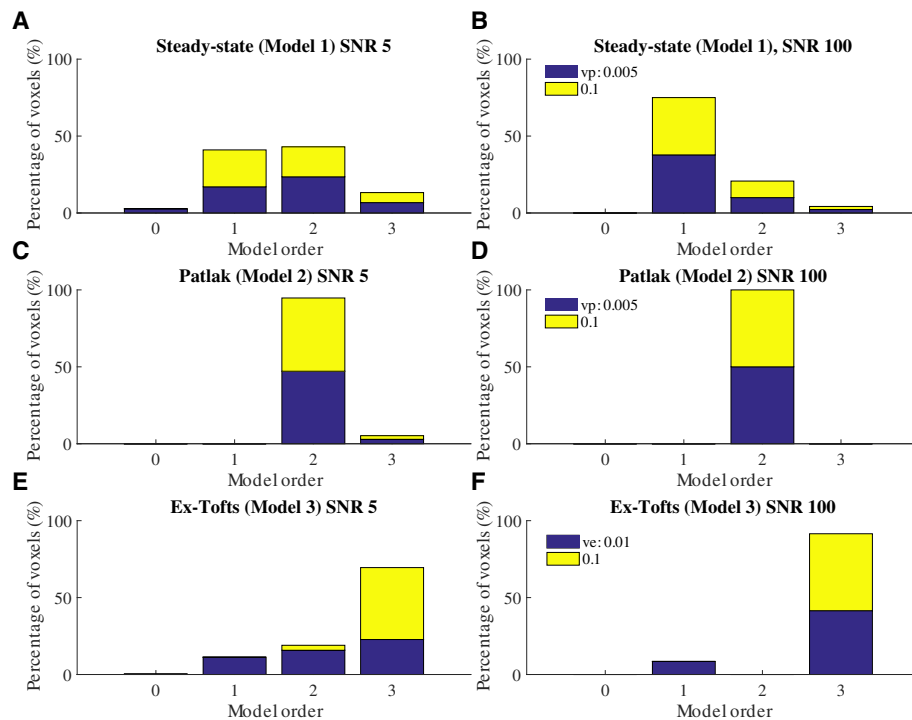 A
Steady-state (Model 1) SNR 5
Percentage of voxels (%)
100
50
0
0 1 2 3
Model order
B
Steady-state (Model 1), SNR 100
Percentage of voxels (%)
100
50
0
vp: 0.005
0.1
0 1 2 3
Model order
C
Patlak (Model 2) SNR 5
Percentage of voxels (%)
100
50
0
0 1 2 3
Model order
D
Patlak (Model 2) SNR 100
Percentage of voxels (%)
100
50
0
vp: 0.005
0.1
0 1 2 3
Model order
E
Ex-Tofts (Model 3) SNR 5
Percentage of voxels (%)
100
50
0
0 1 2 3
Model order
F
Ex-Tofts (Model 3) SNR 100
Percentage of voxels (%)
100
50
0
ve: 0.01
0.1
0 1 2 3
Model order